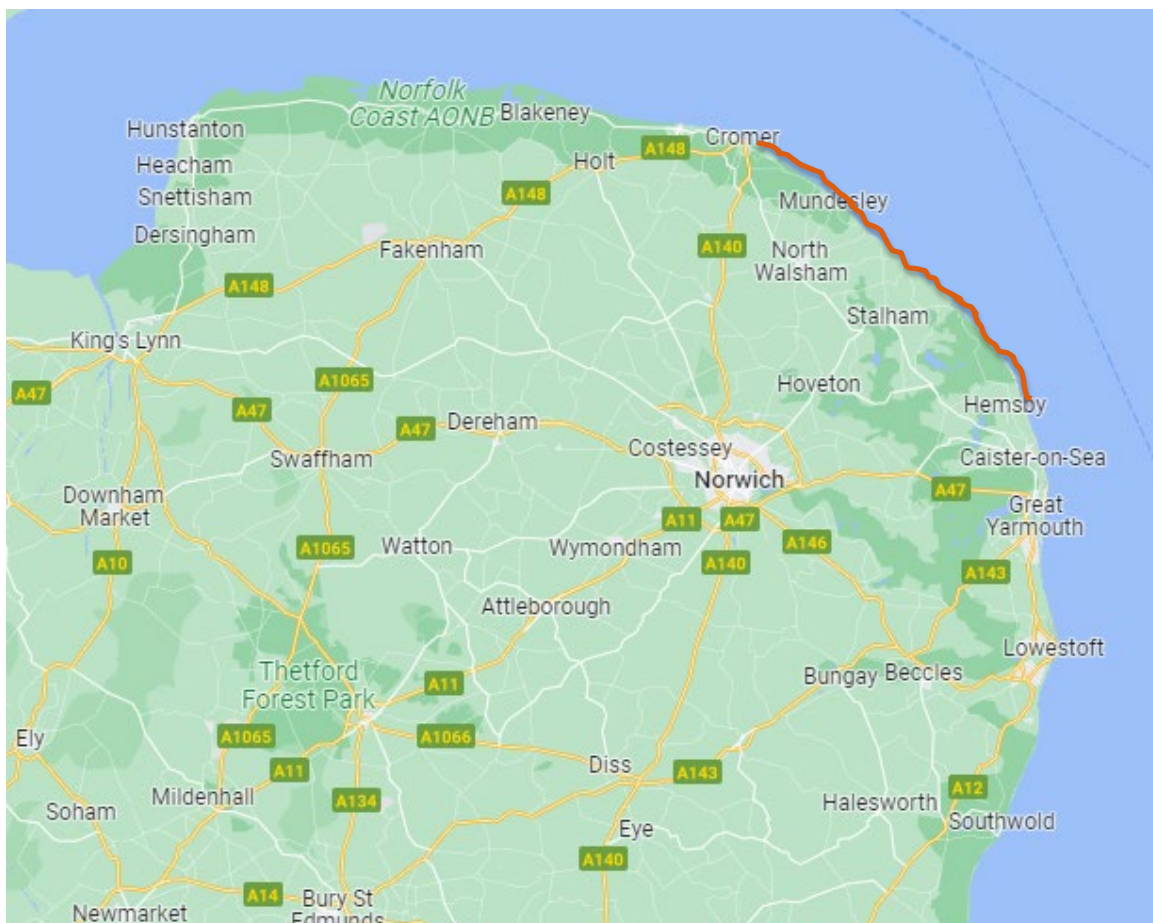 Norfolk
Coast AONB
Blakeney
Hunstanton
Cromer
A148
Heacham
Holt
Snettisham
A148
Mundesley
Dersingham
Fakenham
A140
North
Walsham
A148
Stalham
King's Lynn
A1065
Hoveton
A47
A47
Hemsby
Dereham
A47
Costessey
Swaffham
Caister-on-Sea
Norwich
A47
Downham
Market
Great
Yarmouth
A11
A47
A1065
Watton
Wymondham
A146
A10
A140
A143
Attleborough
Lowestoft
Thetford
Forest Park
Bungay
Beccles
A11
Ely
A1065
A1066
A11
Diss
A143
Mildenhall
A134
A12
Soham
Halesworth
Southwold
Eye
A140
A14
Bury St
Edmunds
Newmarket